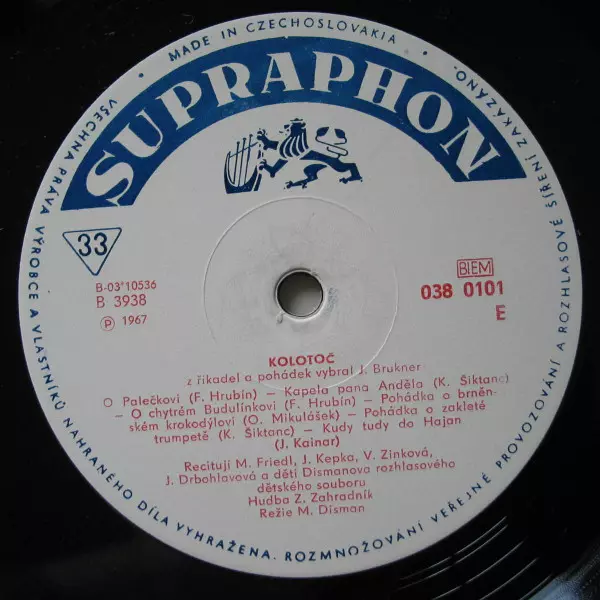 MADE IN CZECHOSLOVAKIA
SUPRAPHON
33
B-03*10536
B 3938
℗ 1967
BIEM
038 0101
E
KOLOTOČ
z říkadel a pohádek vybral J. Brukner
O Palečkovi (F. Hrubín) – Kapela pana Anděla (K. Šiktanc)
– O chytrém Budulínkovi (F. Hrubín) – Pohádka o brněn-
ském krokodýlovi (O. Mikulášek) – Pohádka o zakleté
trumpetě (K. Šiktanc) – Kudy tudy do Hajan
(J. Kainar)
Recitují M. Friedl, J. Kepka, V. Zinková,
J. Drbohlavová a děti Dismanova rozhlasového
dětského souboru
Hudba Z. Zahradník
Režie M. Disman
VŠECHNA PRÁVA VÝROBCE A VLASTNÍKŮ NAHRANÉHO DÍLA VYHRAŽENA. ROZMNOŽOVÁNÍ VEŘEJNÉ PROVOZOVÁNÍ A ROZHLASOVÉ ŠÍŘENÍ ZAKÁZÁNO.